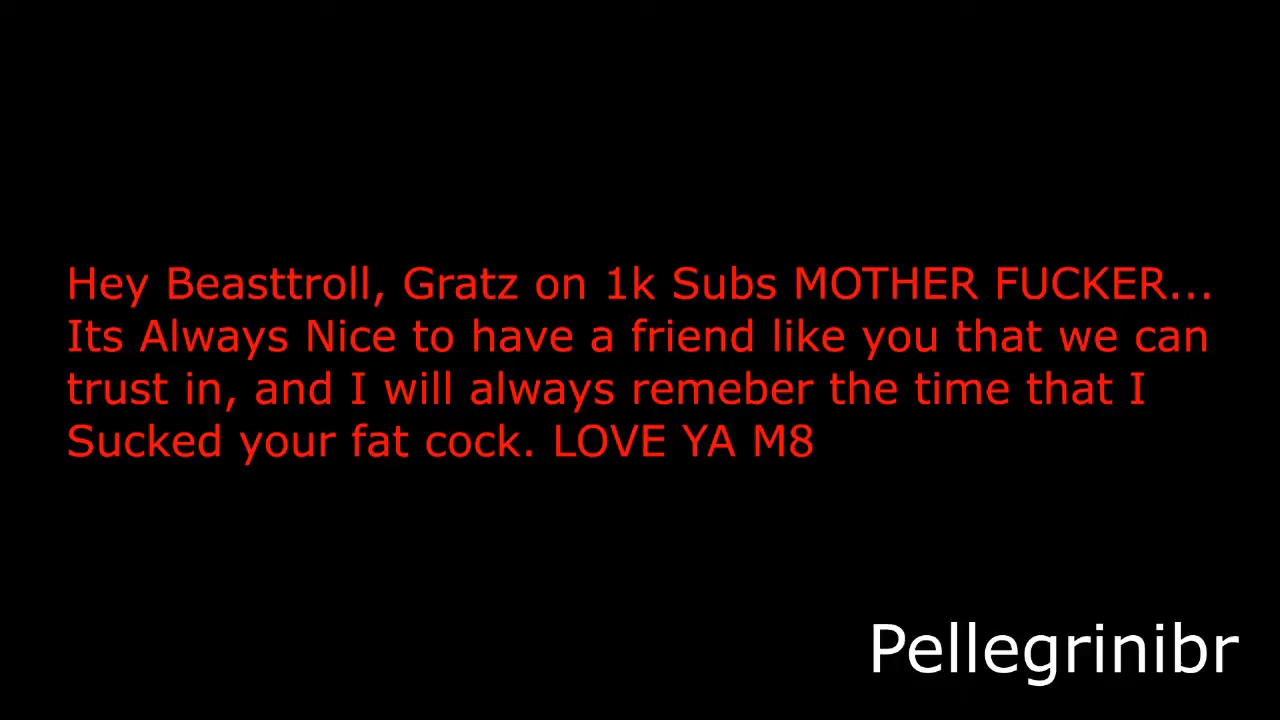 Hey Beasttroll, Gratz on 1k Subs MOTHER FUCKER...
Its Always Nice to have a friend like you that we can
trust in, and I will always remeber the time that I
Sucked your fat cock. LOVE YA M8
Pellegrinibr